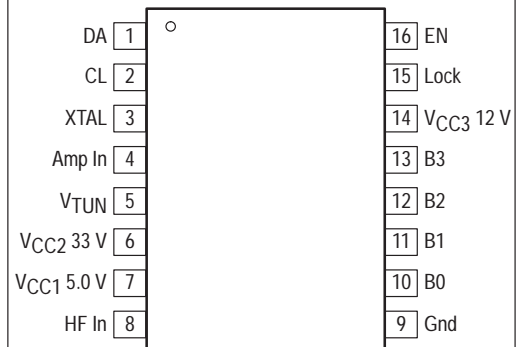 DA 1
CL 2
XTAL 3
Amp In 4
VTUN 5
VCC2 33 V 6
VCC1 5.0 V 7
HF In 8
16 EN
15 Lock
14 VCC3 12 V
13 B3
12 B2
11 B1
10 B0
9 Gnd